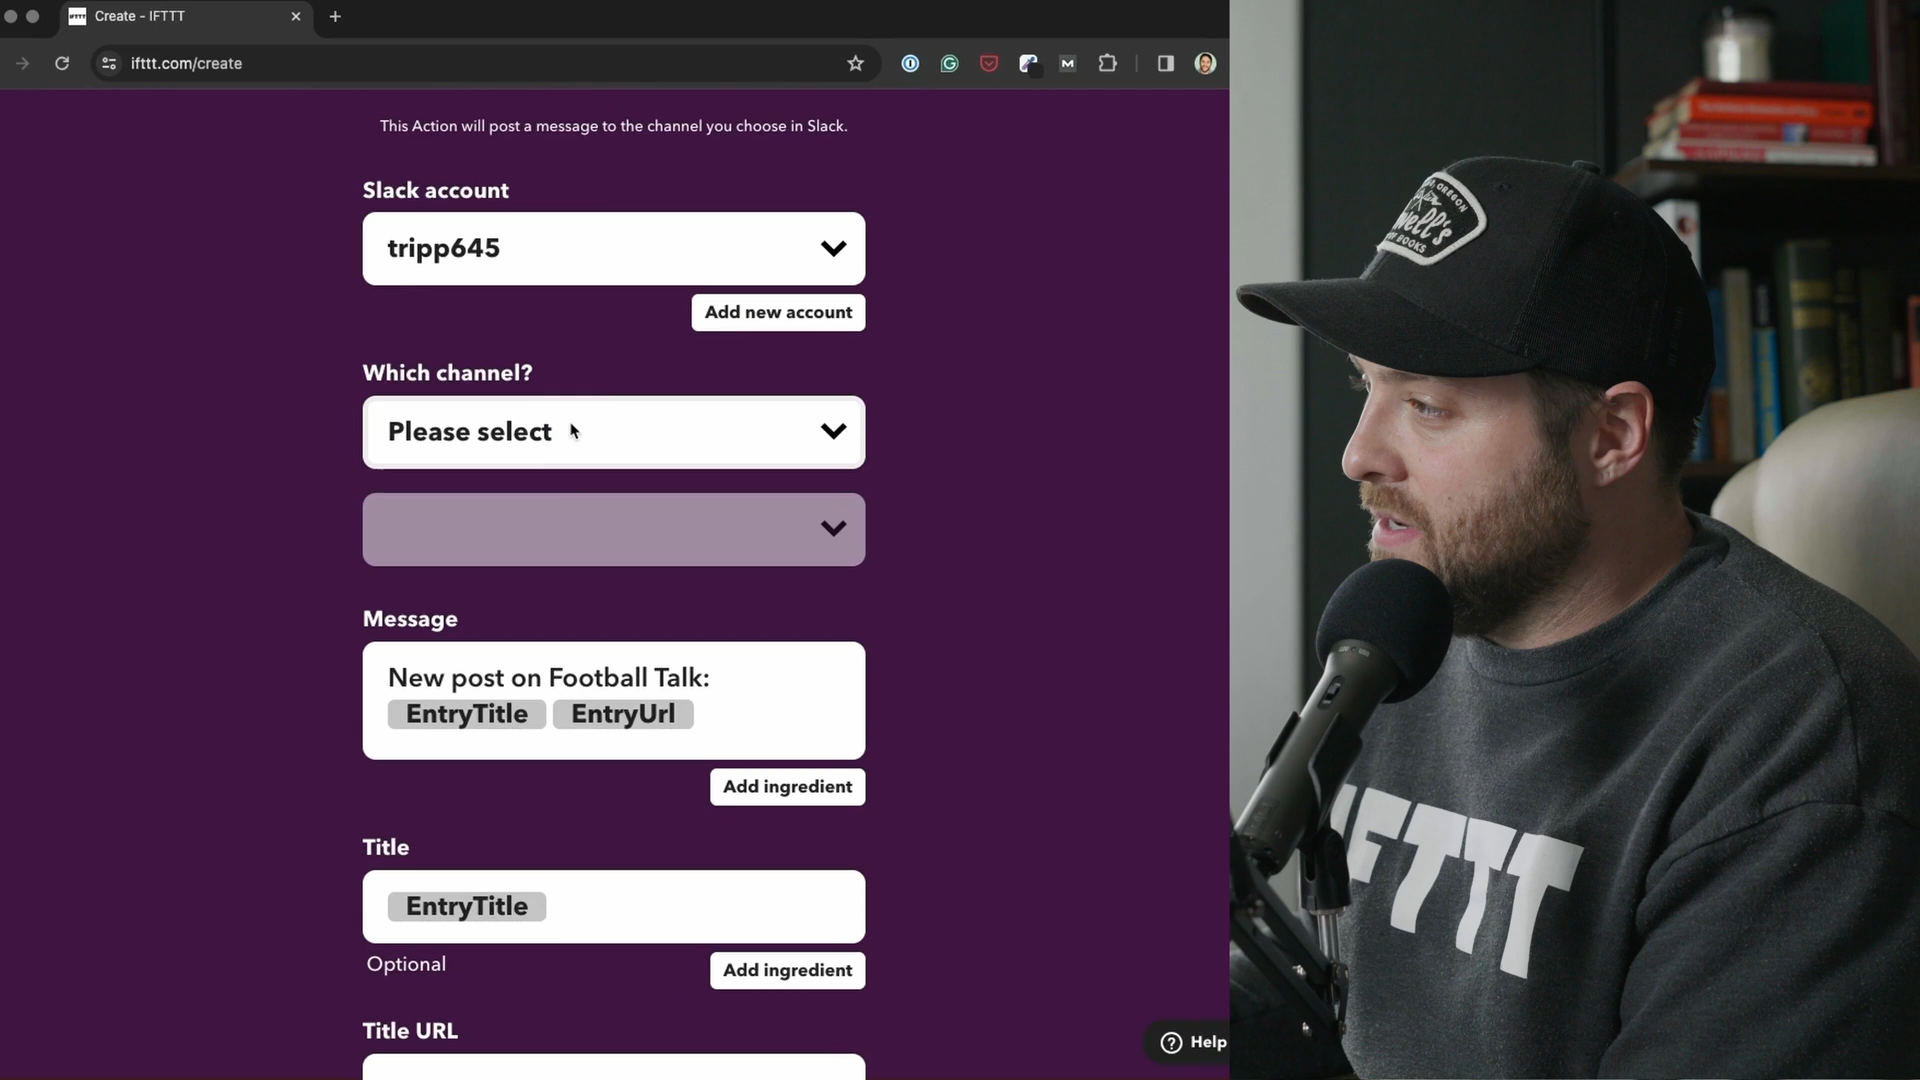 Create - IFTTT
ifttt.com/create
This Action will post a message to the channel you choose in Slack.
Slack account
tripp645
Add new account
Which channel?
Please select
Message
New post on Football Talk:
EntryTitle EntryUrl
Add ingredient
Title
EntryTitle
Optional
Add ingredient
Title URL
Help
OREGON
BOOKS
IFTTT